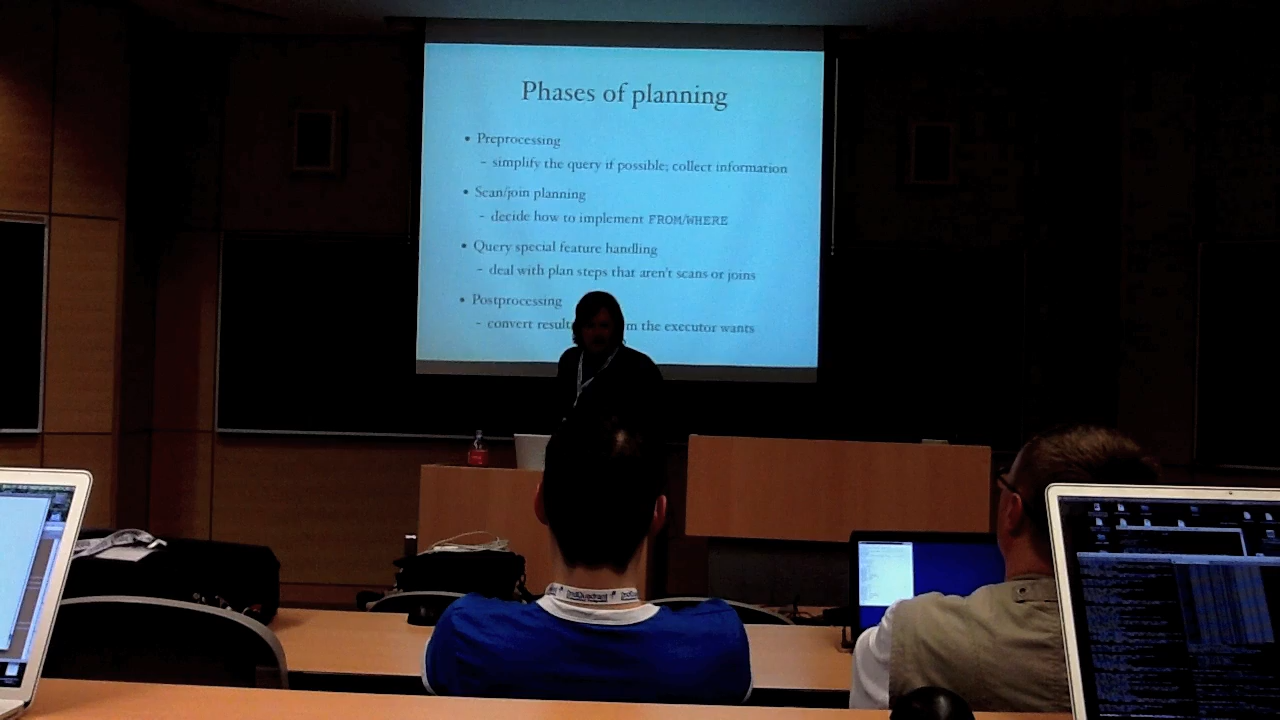 Phases of planning
• Preprocessing
– simplify the query if possible; collect information
• Scan/join planning
– decide how to implement FROM/WHERE
• Query special feature handling
– deal with plan steps that aren't scans or joins
• Postprocessing
– convert result m the executor wants